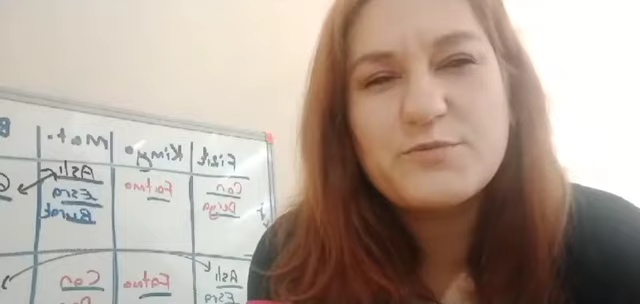 Fizik Kimya Mat. B
Can Fatma Aslı
Derya Esra
Burak
Aslı Fatma Can
Esra